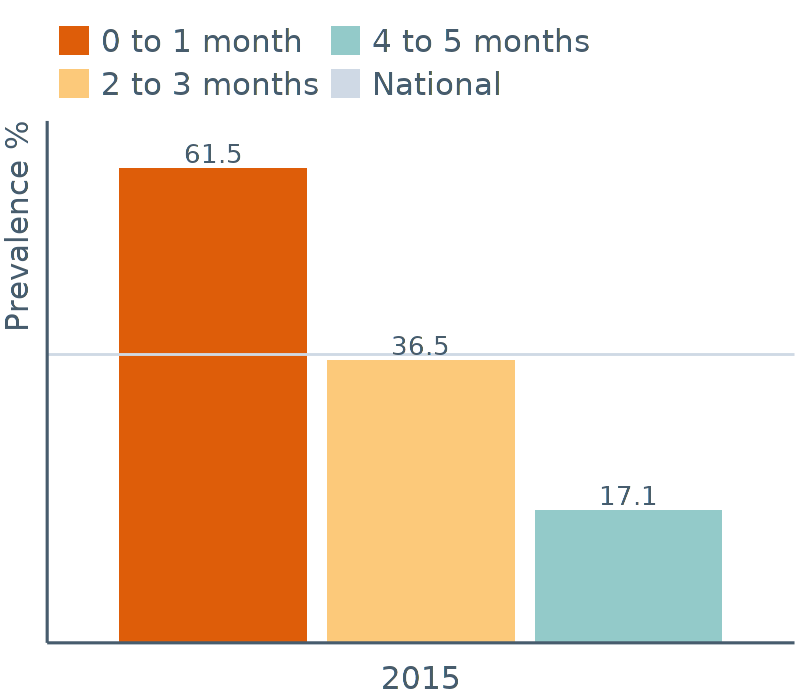 0 to 1 month
4 to 5 months
2 to 3 months
National
Prevalence %
61.5
36.5
17.1
2015